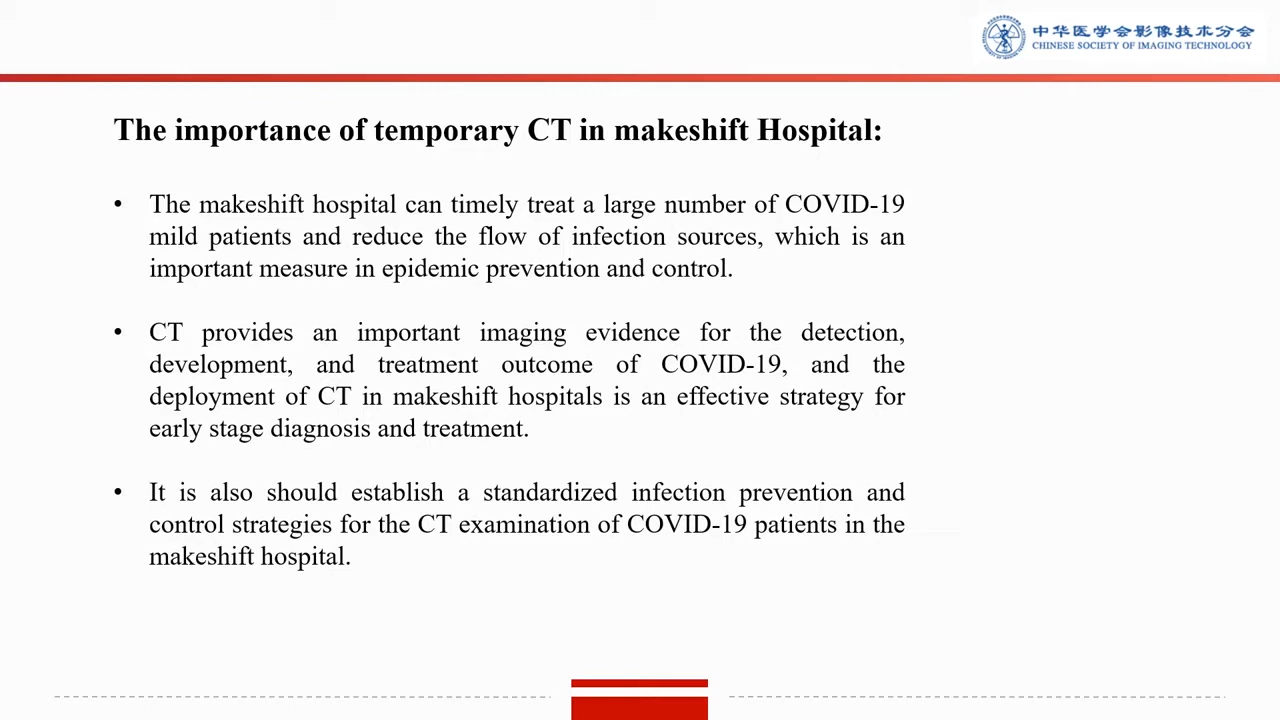 中华医学会影像技术分会
CHINESE SOCIETY OF IMAGING TECHNOLOGY
The importance of temporary CT in makeshift Hospital:
• The makeshift hospital can timely treat a large number of COVID-19
mild patients and reduce the flow of infection sources, which is an
important measure in epidemic prevention and control.
• CT provides an important imaging evidence for the detection,
development, and treatment outcome of COVID-19, and the
deployment of CT in makeshift hospitals is an effective strategy for
early stage diagnosis and treatment.
• It is also should establish a standardized infection prevention and
control strategies for the CT examination of COVID-19 patients in the
makeshift hospital.